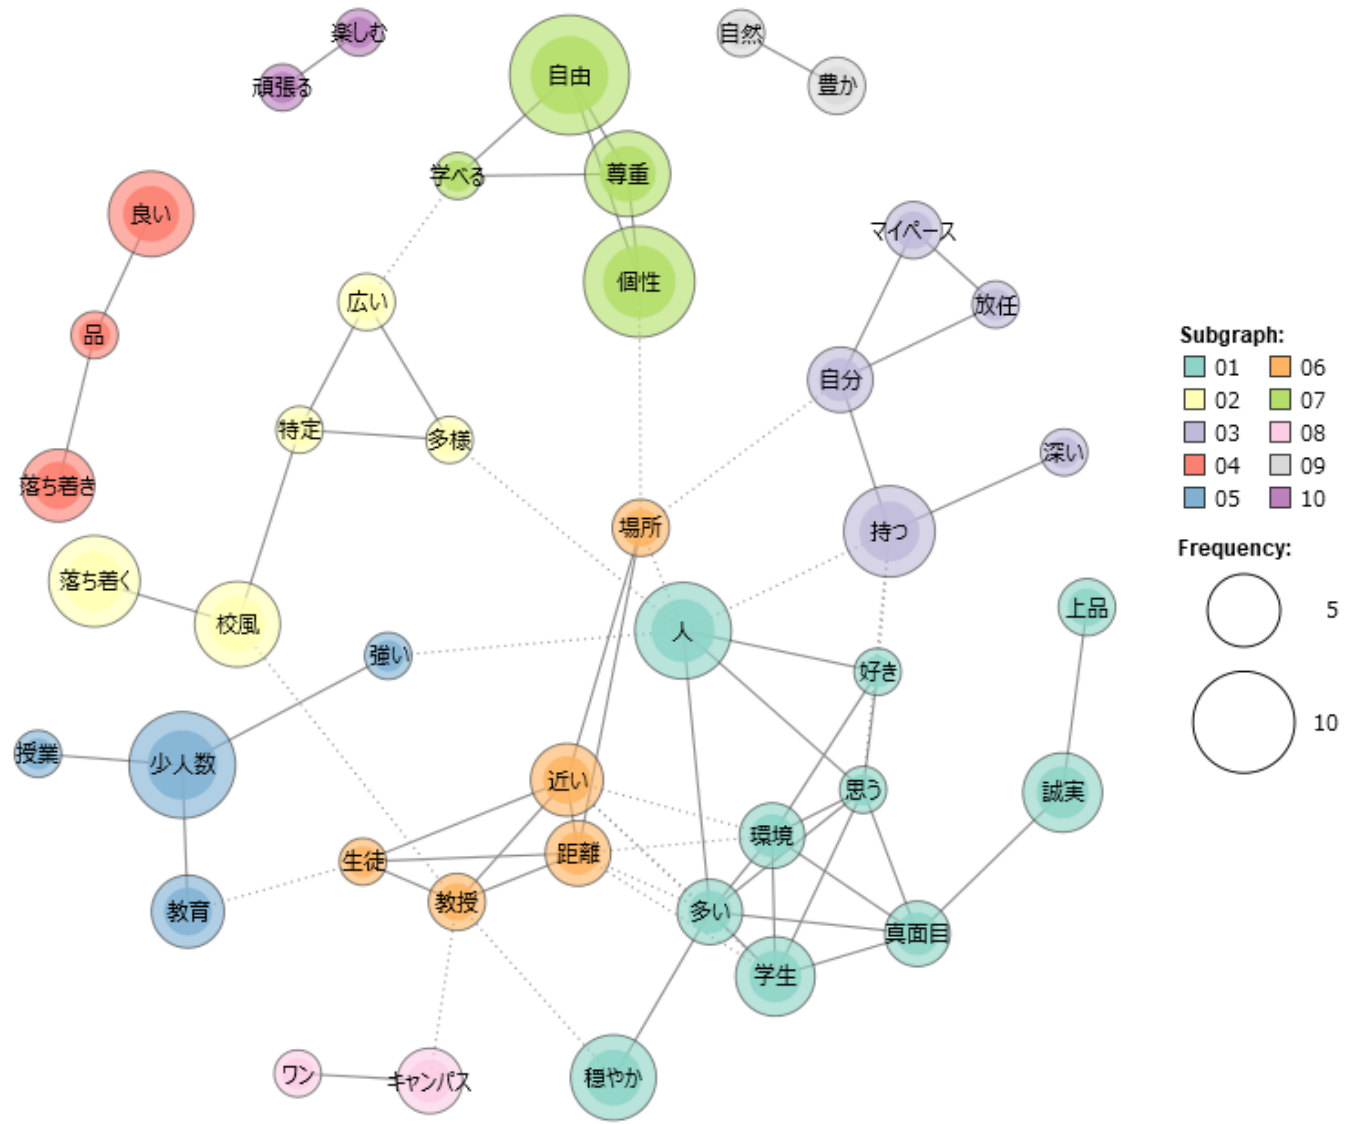 楽しむ
自然
自由
豊か
頑張る
学べる
尊重
良い
マイペース
個性
広い
放任
品
自分
特定
多様
深い
落ち着き
場所
持つ
落ち着く
校風
人
上品
強い
好き
授業
少人数
近い
思う
誠実
環境
生徒
距離
教育
教授
多い
真面目
学生
ワン
キャンパス
穏やか
Subgraph:
01 06
02 07
03 08
04 09
05 10
Frequency:
5
10